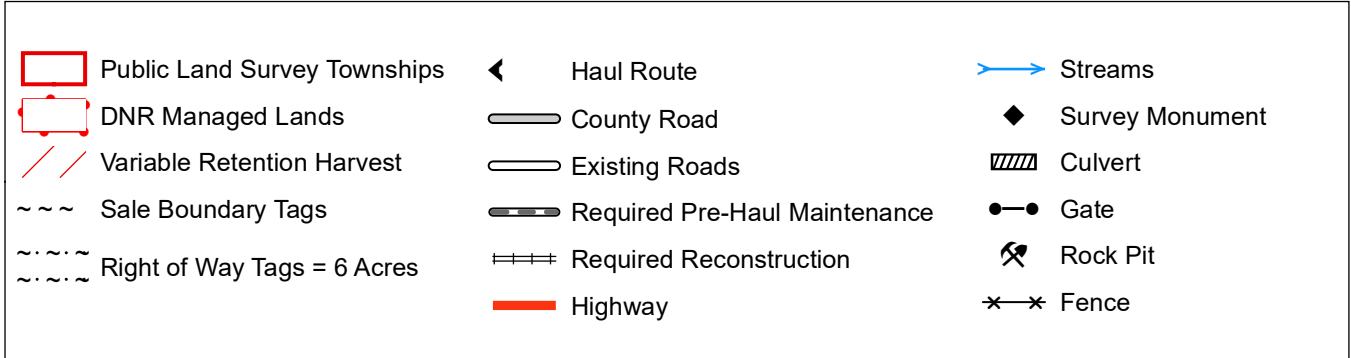 Public Land Survey Townships
DNR Managed Lands
Variable Retention Harvest
Sale Boundary Tags
Right of Way Tags = 6 Acres
Haul Route
County Road
Existing Roads
Required Pre-Haul Maintenance
Required Reconstruction
Highway
Streams
Survey Monument
Culvert
Gate
Rock Pit
Fence